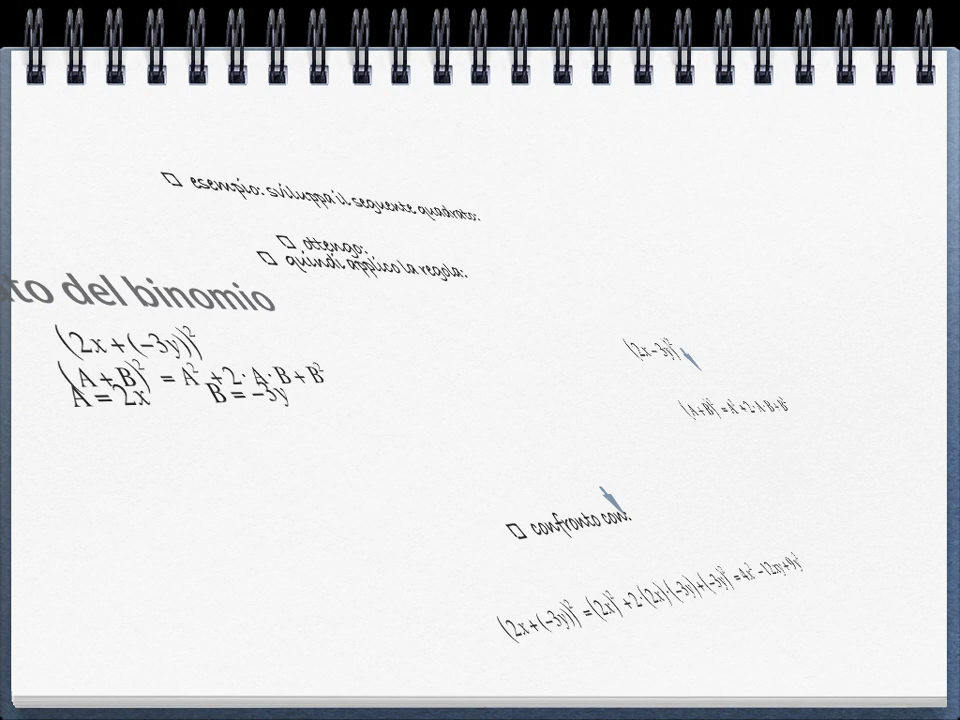 □ esempio: sviluppa il seguente quadrato:
□ ottengo:
□ quindi applico la regola:
to del binomio
(2x+(−3y))²
(A+B)² = A² + 2·A·B + B²
A = 2x B = −3y
(2x−3y)²
(A+B)² = A² + 2·A·B + B²
□ confronto con:
(2x+(−3y))² = (2x)² + 2·(2x)·(−3y) + (−3y)² = 4x² − 12xy + 9y²